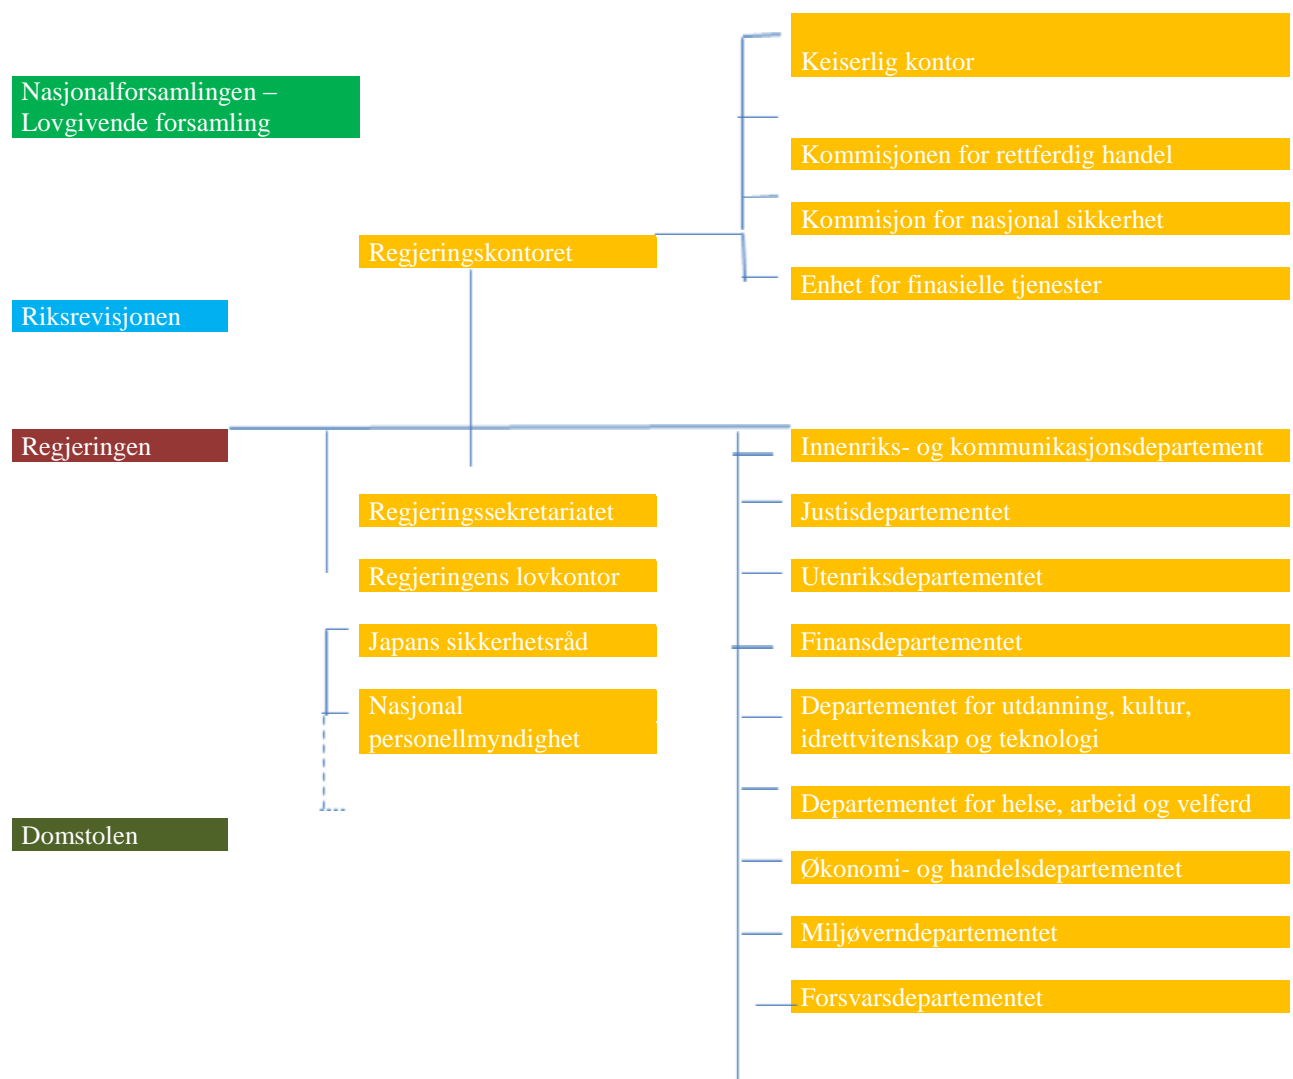 Keiserlig kontor
Nasjonalforsamlingen –
Lovgivende forsamling
Kommisjonen for rettferdig handel
Kommisjon for nasjonal sikkerhet
Regjeringskontoret
Enhet for finasielle tjenester
Riksrevisjonen
Regjeringen
Innenriks- og kommunikasjonsdepartement
Regjeringssekretariatet
Justisdepartementet
Regjeringens lovkontor
Utenriksdepartementet
Japans sikkerhetsråd
Finansdepartementet
Nasjonal
personellmyndighet
Departementet for utdanning, kultur,
idrettvitenskap og teknologi
Departementet for helse, arbeid og velferd
Domstolen
Økonomi- og handelsdepartementet
Miljøverndepartementet
Forsvarsdepartementet